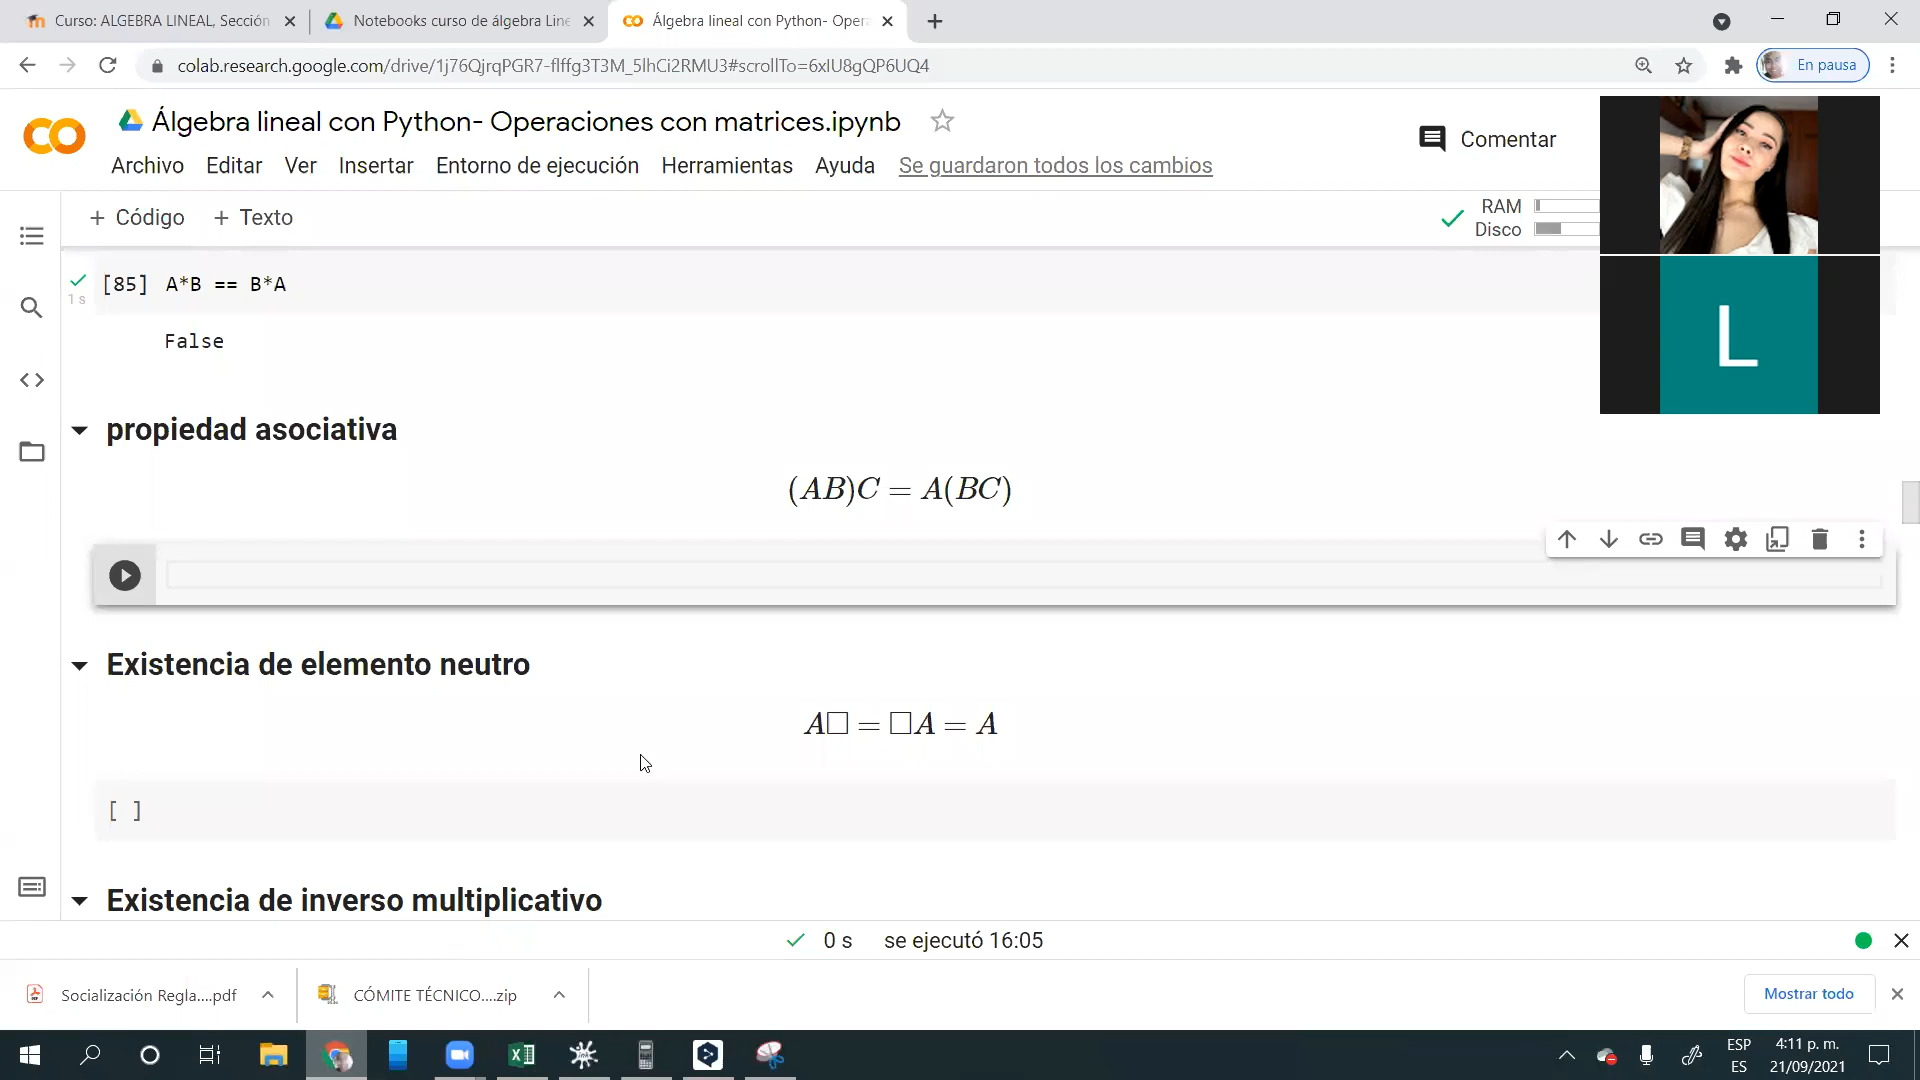 Curso: ALGEBRA LINEAL, Sección
Notebooks curso de álgebra Line
Álgebra lineal con Python- Opera
colab.research.google.com/drive/1j76QjrqPGR7-flffg3T3M_5lhCi2RMU3#scrollTo=6xIU8gQP6UQ4
En pausa
Álgebra lineal con Python- Operaciones con matrices.ipynb
Comentar
Archivo Editar Ver Insertar Entorno de ejecución Herramientas Ayuda Se guardaron todos los cambios
+ Código + Texto
RAM
Disco
[85] A*B == B*A
1 s
False
L
propiedad asociativa
(AB)C = A(BC)
Existencia de elemento neutro
A□ = □A = A
[ ]
Existencia de inverso multiplicativo
0 s se ejecutó 16:05
Socialización Regla....pdf
CÓMITE TÉCNICO....zip
Mostrar todo
ESP
ES
4:11 p. m.
21/09/2021